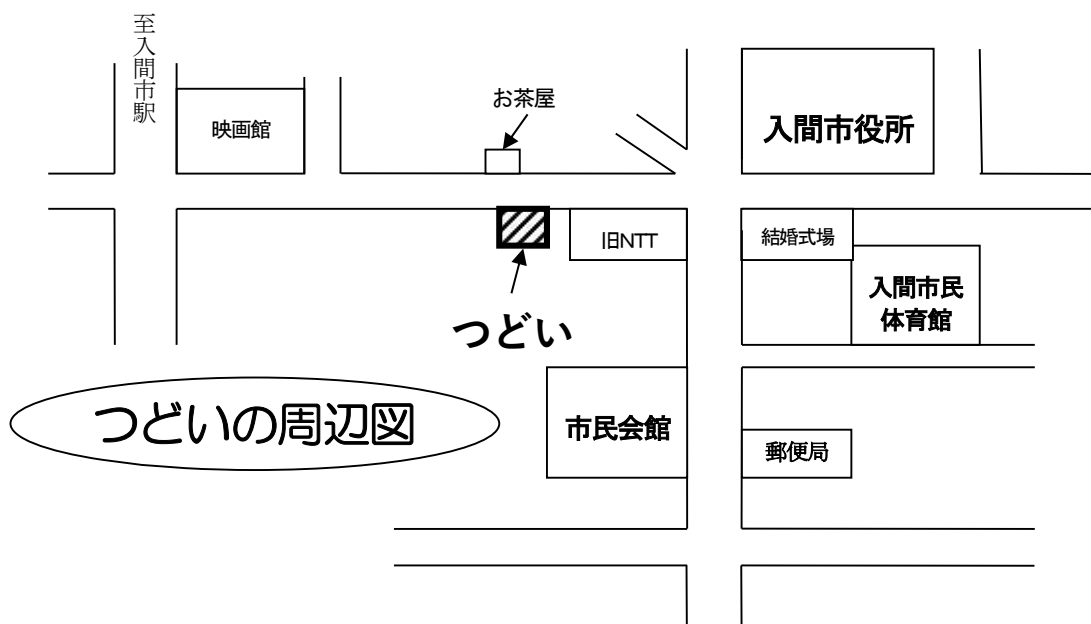 至入間市駅
映画館
お茶屋
入間市役所
旧NTT
結婚式場
入間市民
体育館
つどい
つどいの周辺図
市民会館
郵便局